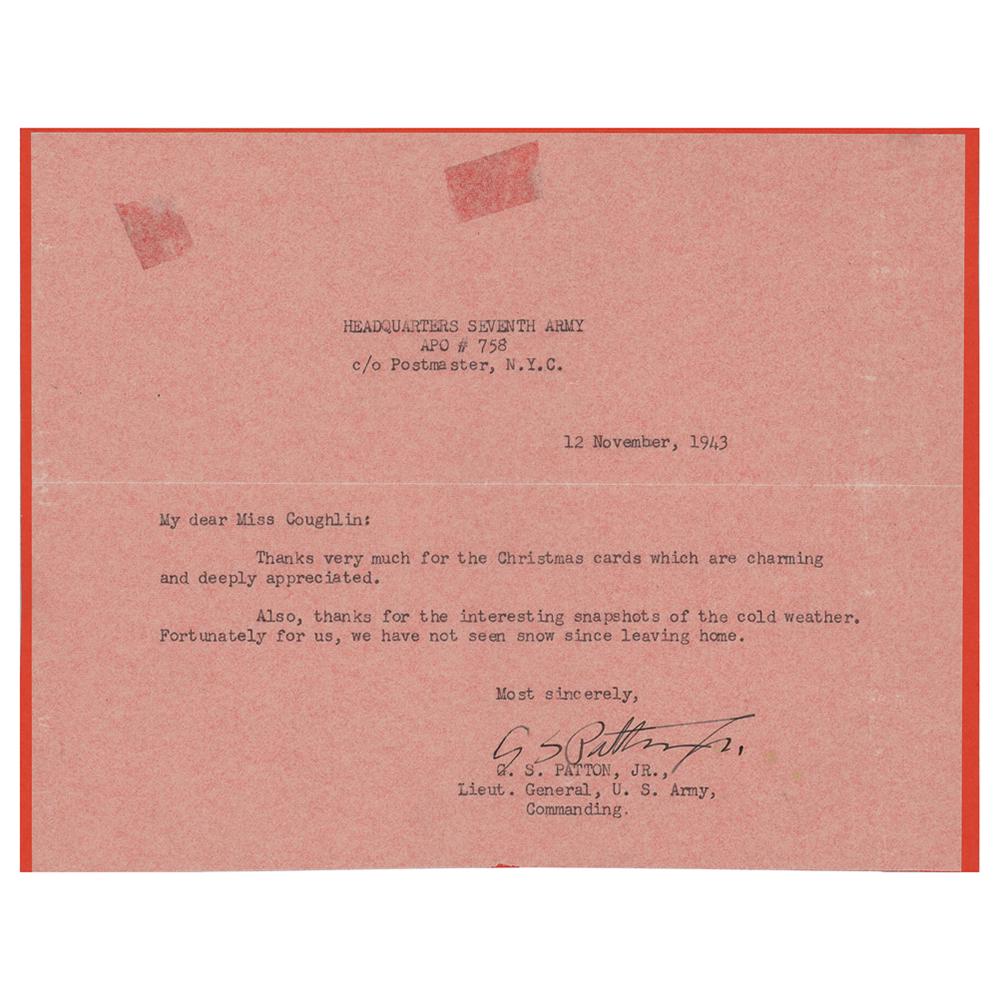 HEADQUARTERS SEVENTH ARMY
APO # 758
c/o Postmaster, N.Y.C.
12 November, 1943
My dear Miss Coughlin:
Thanks very much for the Christmas cards which are charming
and deeply appreciated.
Also, thanks for the interesting snapshots of the cold weather.
Fortunately for us, we have not seen snow since leaving home.
Most sincerely,
G S Patton Jr.
G. S. PATTON, JR.,
Lieut. General, U. S. Army,
Commanding.